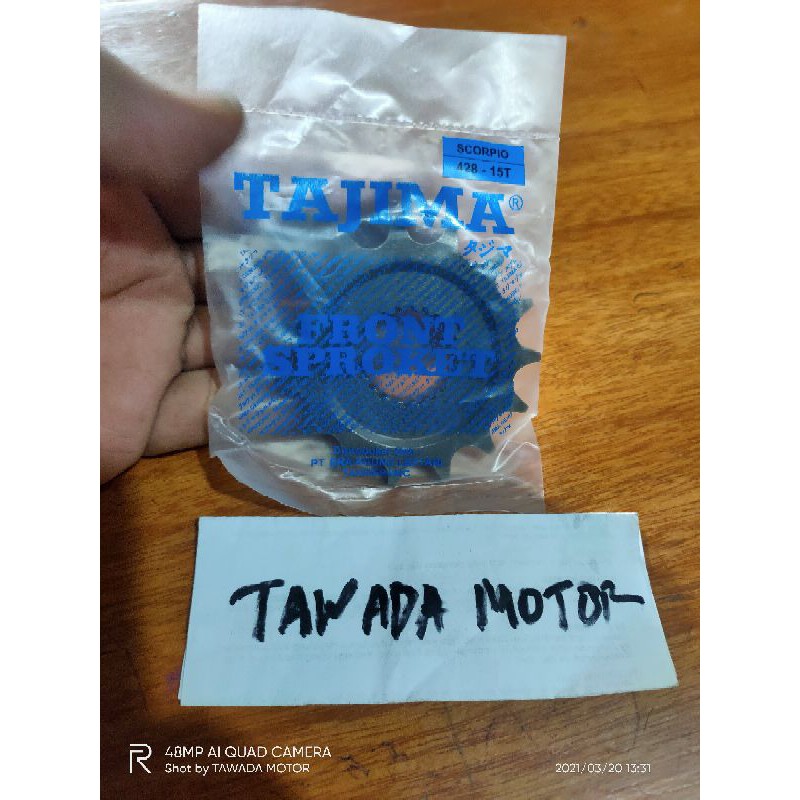 SCORPIO
428 - 15T
TAJIMA®
タジマ
FRONT
SPROKET
PT
TAWADA MOTOR
48MP AI QUAD CAMERA
Shot by TAWADA MOTOR
2021/03/20 13:31